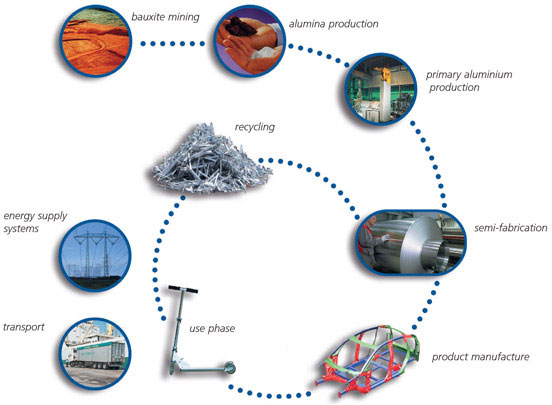 bauxite mining
alumina production
primary aluminium
production
recycling
energy supply
systems
semi-fabrication
transport
use phase
product manufacture